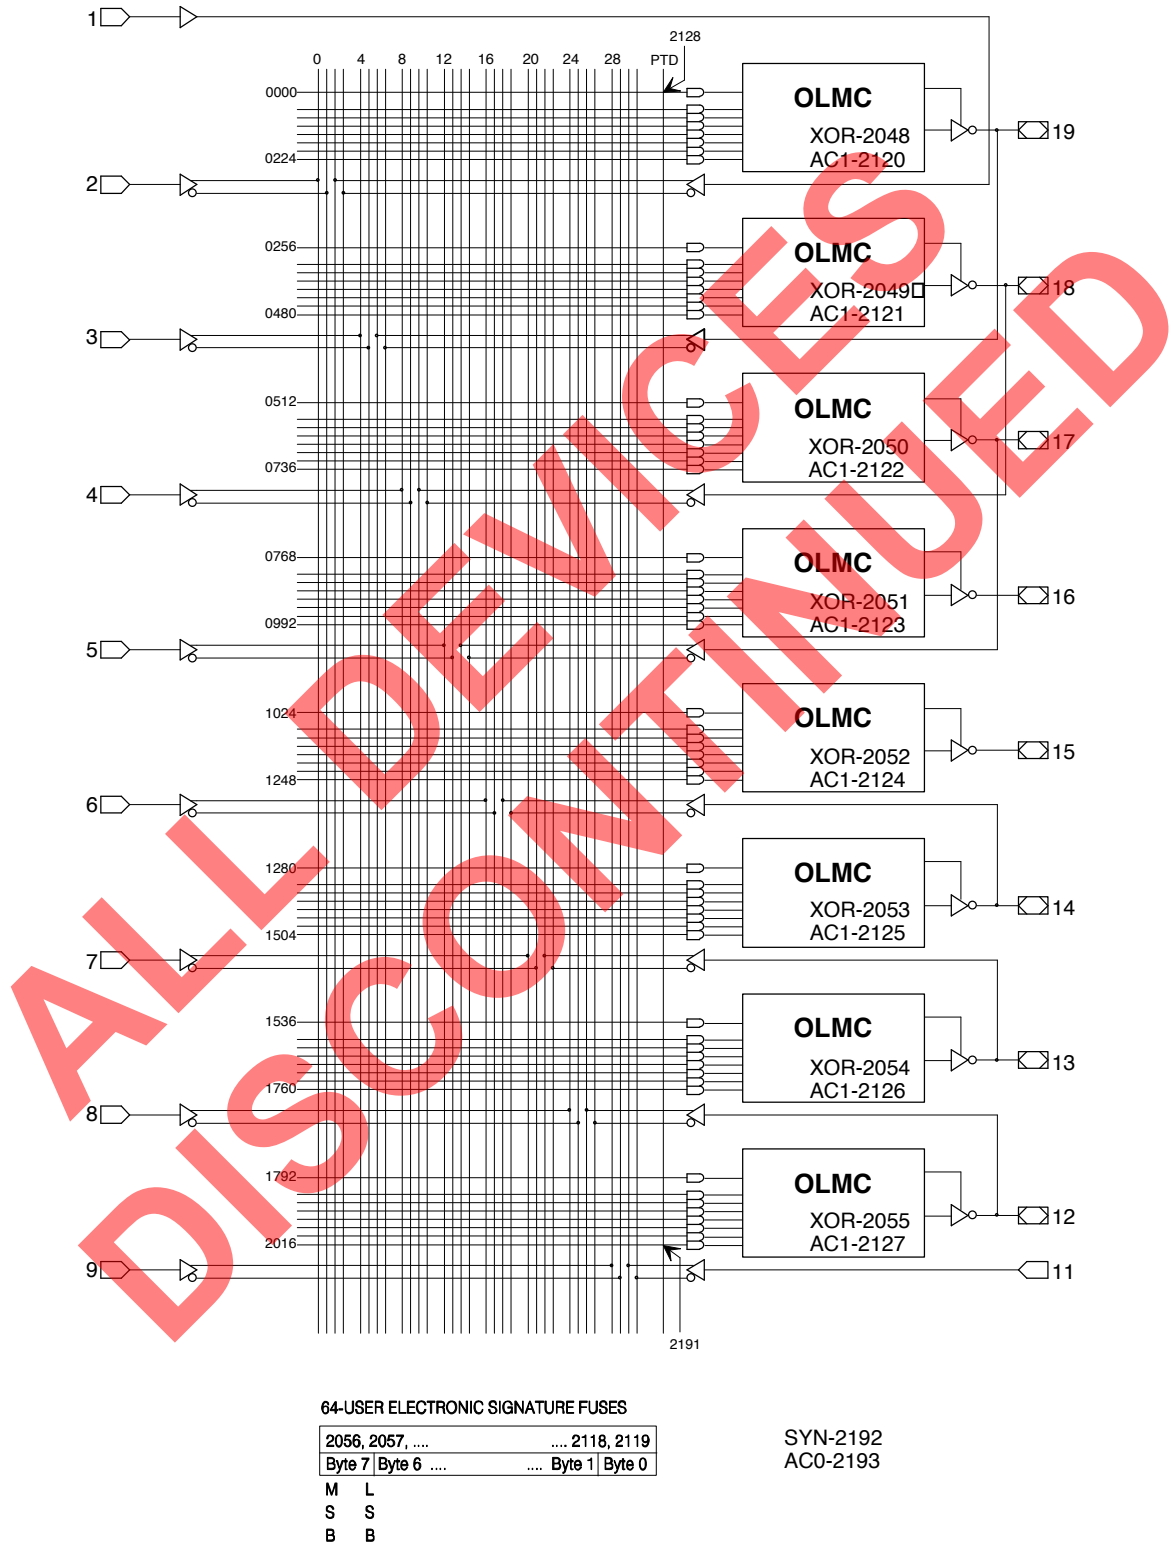 1
2128
0 4 8 12 16 20 24 28 PTD
0000
OLMC
XOR-2048
AC1-2120
19
0224
2
0256
OLMC
XOR-2049
AC1-2121
18
0480
3
0512
OLMC
XOR-2050
AC1-2122
17
0736
4
0768
OLMC
XOR-2051
AC1-2123
16
0992
5
1024
OLMC
XOR-2052
AC1-2124
15
1248
6
1280
OLMC
XOR-2053
AC1-2125
14
1504
7
1536
OLMC
XOR-2054
AC1-2126
13
1760
8
1792
OLMC
XOR-2055
AC1-2127
12
2016
9
11
2191
ALL DEVICES
DISCONTINUED
64-USER ELECTRONIC SIGNATURE FUSES
2056, 2057, .... .... 2118, 2119
Byte 7 Byte 6 .... .... Byte 1 Byte 0
M L
S S
B B
SYN-2192
AC0-2193